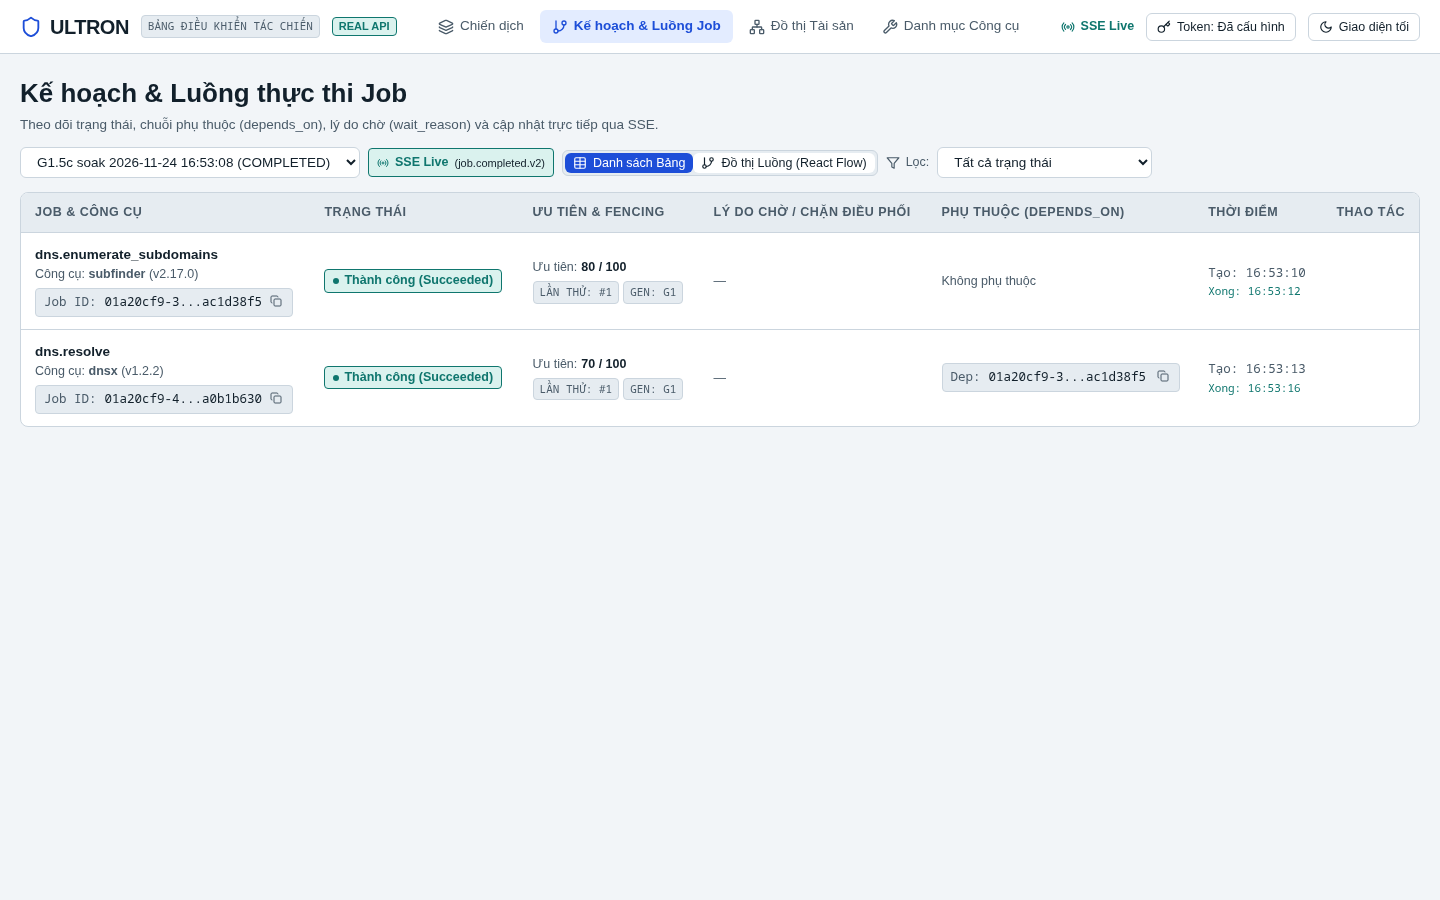 ULTRON
BẢNG ĐIỀU KHIỂN TÁC CHIẾN
REAL API
Chiến dịch
Kế hoạch & Luồng Job
Đồ thị Tài sản
Danh mục Công cụ
SSE Live
Token: Đã cấu hình
Giao diện tối
Kế hoạch & Luồng thực thi Job
Theo dõi trạng thái, chuỗi phụ thuộc (depends_on), lý do chờ (wait_reason) và cập nhật trực tiếp qua SSE.
G1.5c soak 2026-11-24 16:53:08 (COMPLETED)
SSE Live (job.completed.v2)
Danh sách Bảng
Đồ thị Luồng (React Flow)
Lọc:
Tất cả trạng thái
JOB & CÔNG CỤ
TRẠNG THÁI
ƯU TIÊN & FENCING
LÝ DO CHỜ / CHẶN ĐIỀU PHỐI
PHỤ THUỘC (DEPENDS_ON)
THỜI ĐIỂM
THAO TÁC
dns.enumerate_subdomains
Công cụ: subfinder (v2.17.0)
Job ID: 01a20cf9-3...ac1d38f5
Thành công (Succeeded)
Ưu tiên: 80 / 100
LẦN THỬ: #1
GEN: G1
—
Không phụ thuộc
Tạo: 16:53:10
Xong: 16:53:12
dns.resolve
Công cụ: dnsx (v1.2.2)
Job ID: 01a20cf9-4...a0b1b630
Thành công (Succeeded)
Ưu tiên: 70 / 100
LẦN THỬ: #1
GEN: G1
—
Dep: 01a20cf9-3...ac1d38f5
Tạo: 16:53:13
Xong: 16:53:16